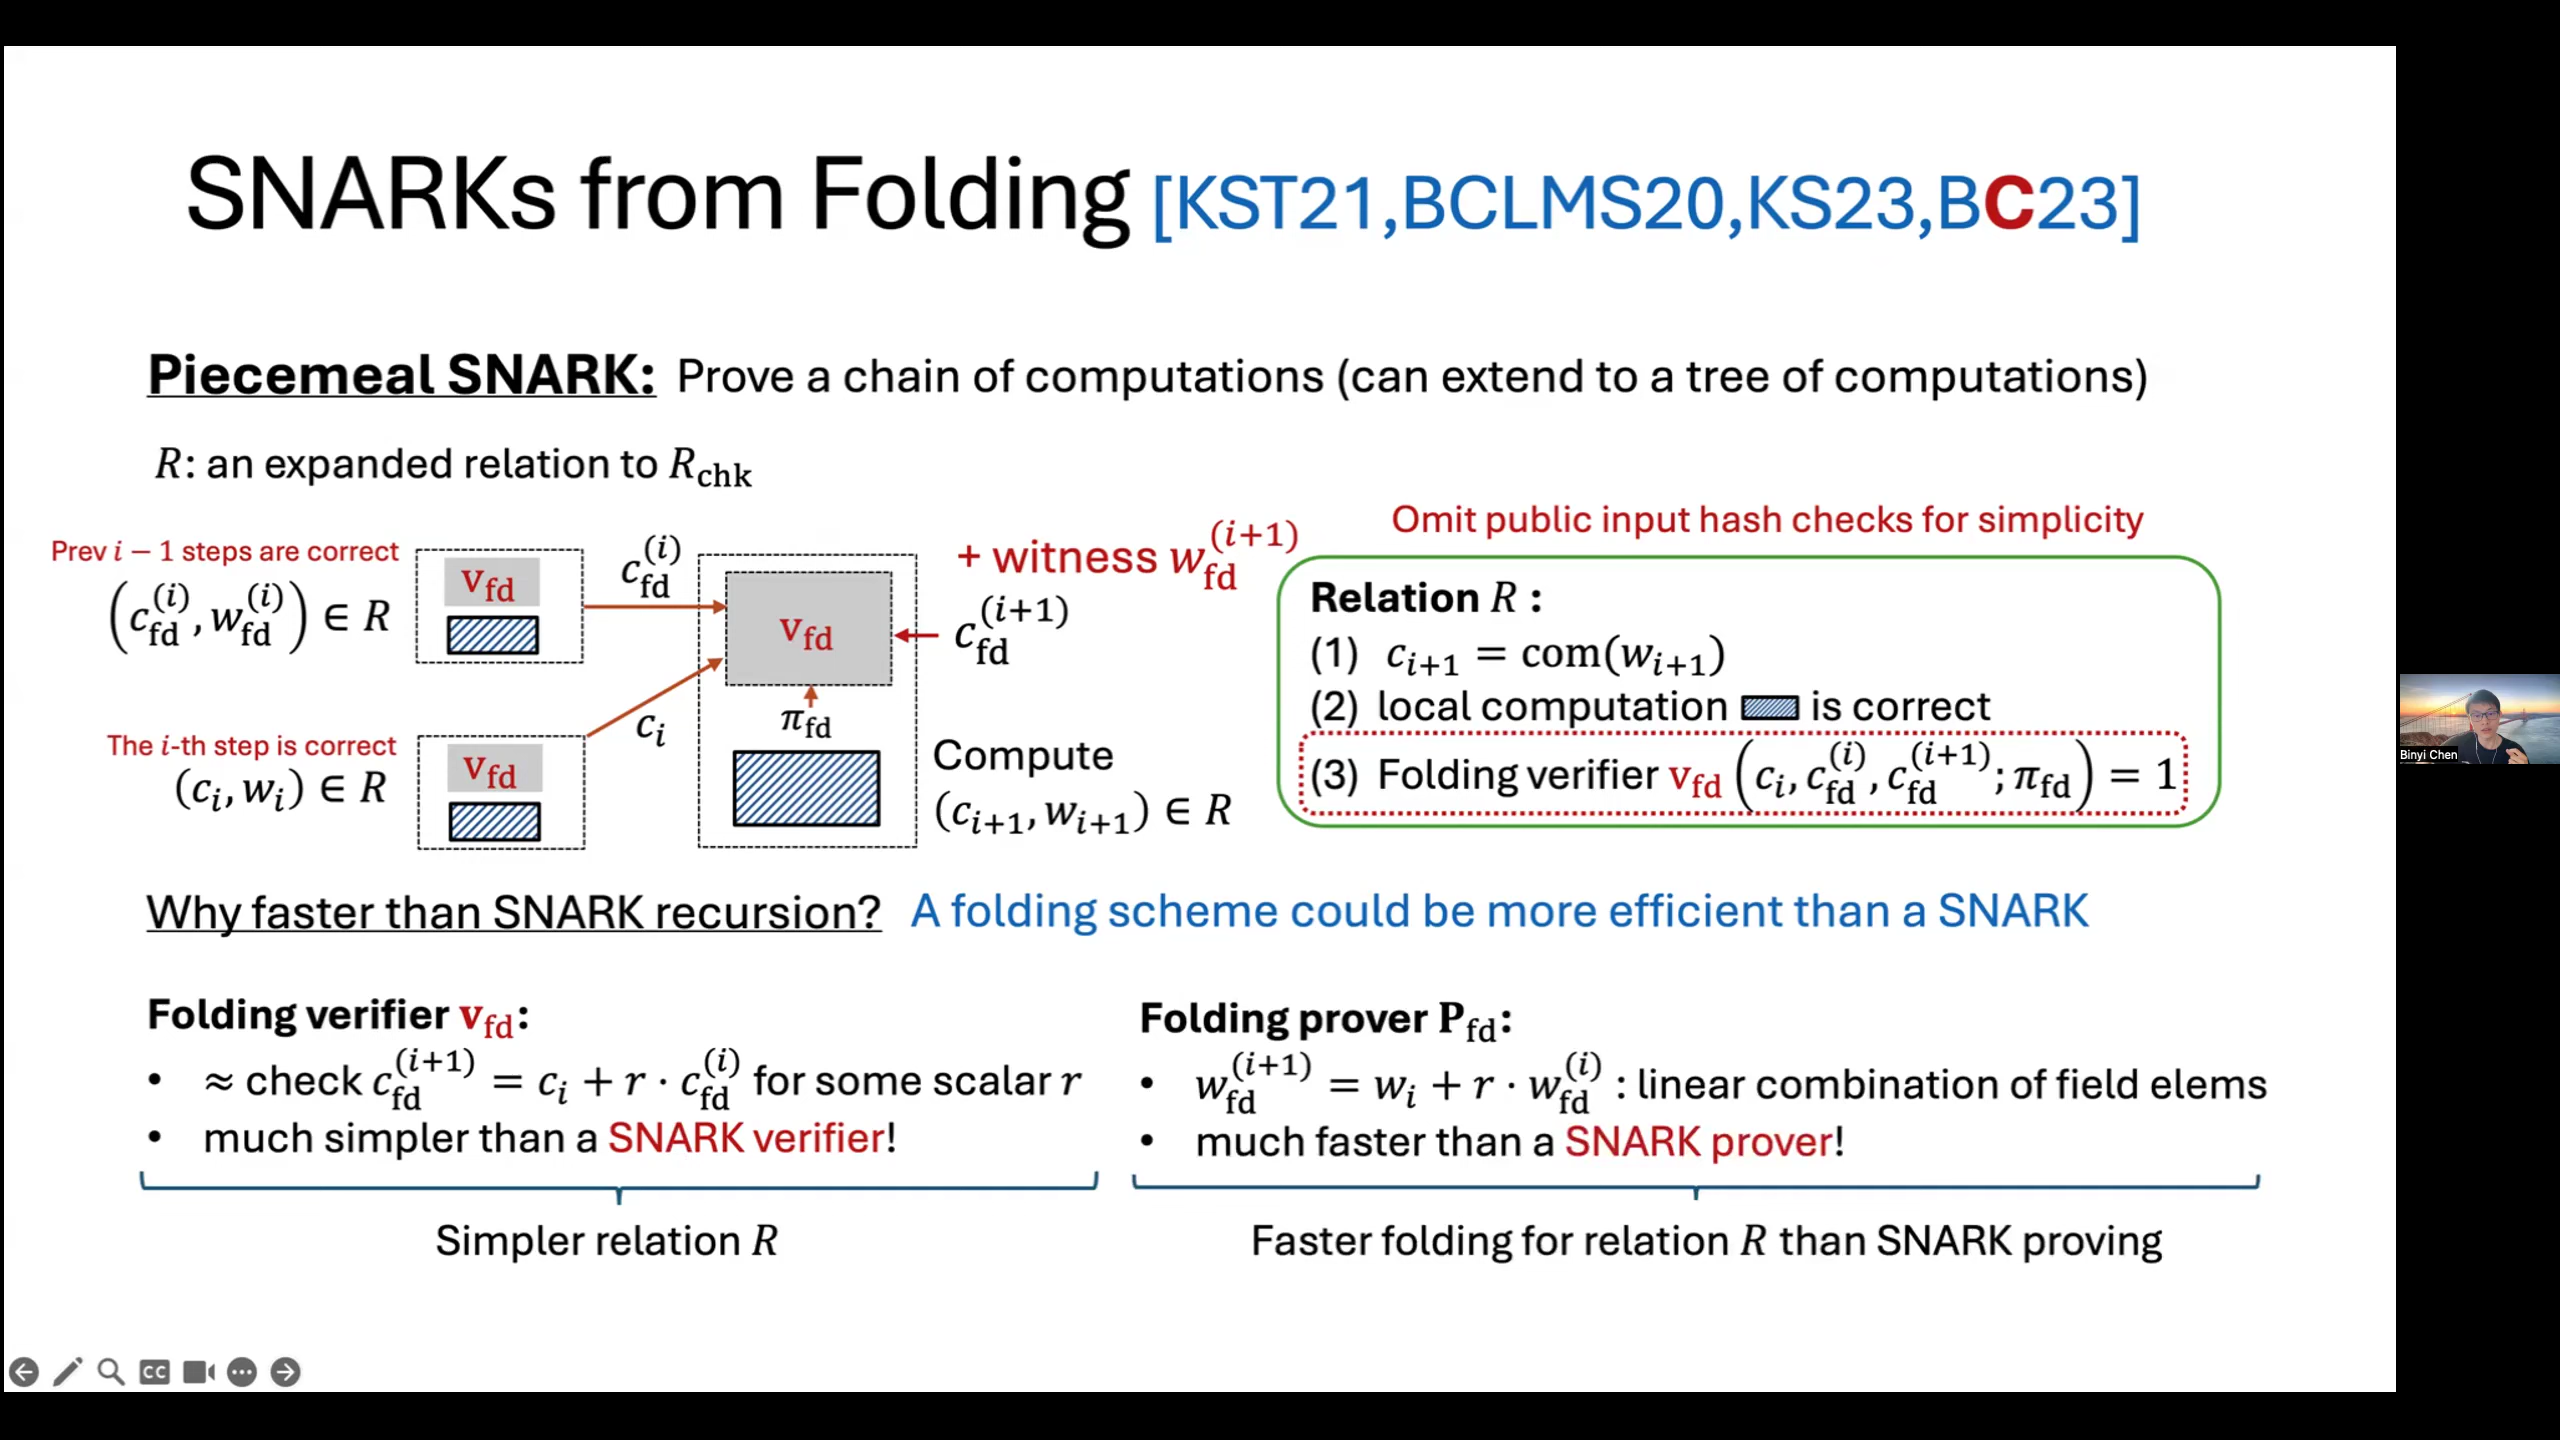 SNARKs from Folding [KST21,BCLMS20,KS23,BC23]
Piecemeal SNARK: Prove a chain of computations (can extend to a tree of computations)
R: an expanded relation to R_chk
Prev i − 1 steps are correct
(c_fd^(i), w_fd^(i)) ∈ R
v_fd
c_fd^(i)
v_fd
+ witness w_fd^(i+1)
c_fd^(i+1)
The i-th step is correct
(c_i, w_i) ∈ R
v_fd
c_i
π_fd
Compute
(c_{i+1}, w_{i+1}) ∈ R
Omit public input hash checks for simplicity
Relation R :
(1) c_{i+1} = com(w_{i+1})
(2) local computation is correct
(3) Folding verifier v_fd (c_i, c_fd^(i), c_fd^(i+1); π_fd) = 1
Why faster than SNARK recursion? A folding scheme could be more efficient than a SNARK
Folding verifier v_fd:
• ≈ check c_fd^(i+1) = c_i + r · c_fd^(i) for some scalar r
• much simpler than a SNARK verifier!
Simpler relation R
Folding prover P_fd:
• w_fd^(i+1) = w_i + r · w_fd^(i) : linear combination of field elems
• much faster than a SNARK prover!
Faster folding for relation R than SNARK proving
CC
Binyi Chen